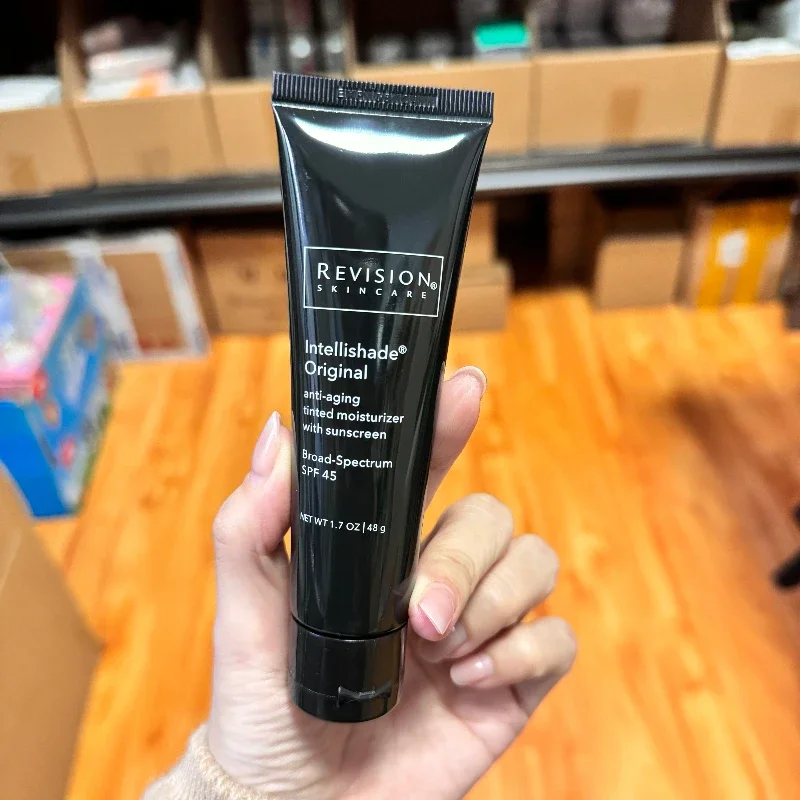 REVISION®
SKINCARE
Intellishade®
Original
anti-aging
tinted moisturizer
with sunscreen
Broad-Spectrum
SPF 45
NET WT 1.7 OZ | 48 g